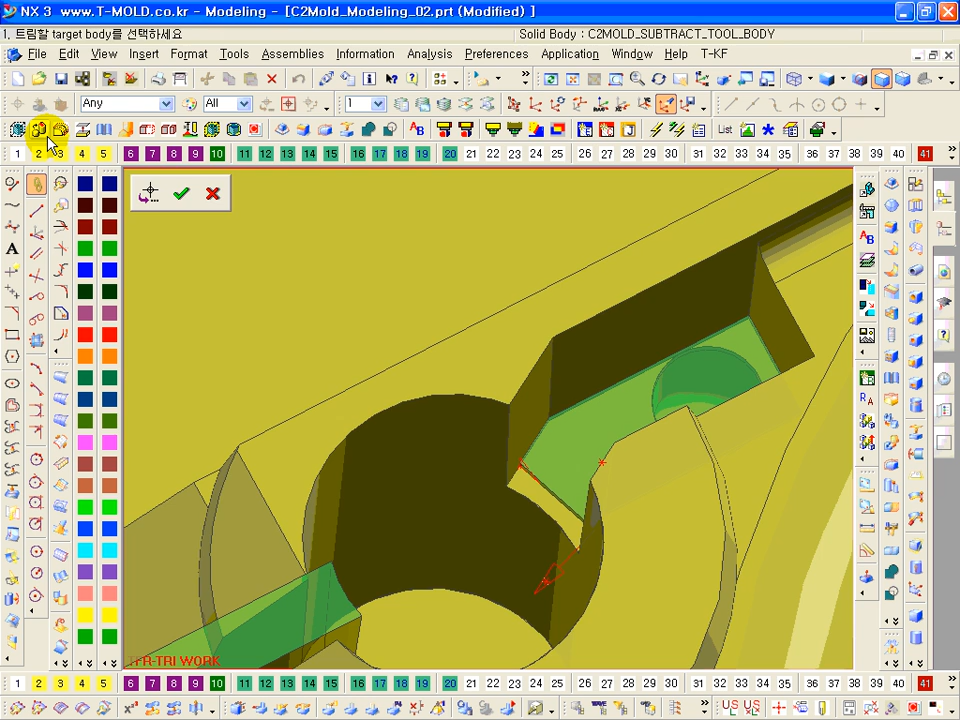 NX 3 www.T-MOLD.co.kr - Modeling - [C2Mold_Modeling_02.prt (Modified) ]
1. 트림할 target body를 선택하세요
Solid Body : C2MOLD_SUBTRACT_TOOL_BODY
File Edit View Insert Format Tools Assemblies Information Analysis Preferences Application Window Help T-KF
Any All 1
List
1 2 3 4 5 6 7 8 9 10 11 12 13 14 15 16 17 18 19 20 21 22 23 24 25 26 27 28 29 30 31 32 33 34 35 36 37 38 39 40 41
TFR-TRI WORK
1 2 3 4 5 6 7 8 9 10 11 12 13 14 15 16 17 18 19 20 21 22 23 24 25 26 27 28 29 30 31 32 33 34 35 36 37 38 39 40 41